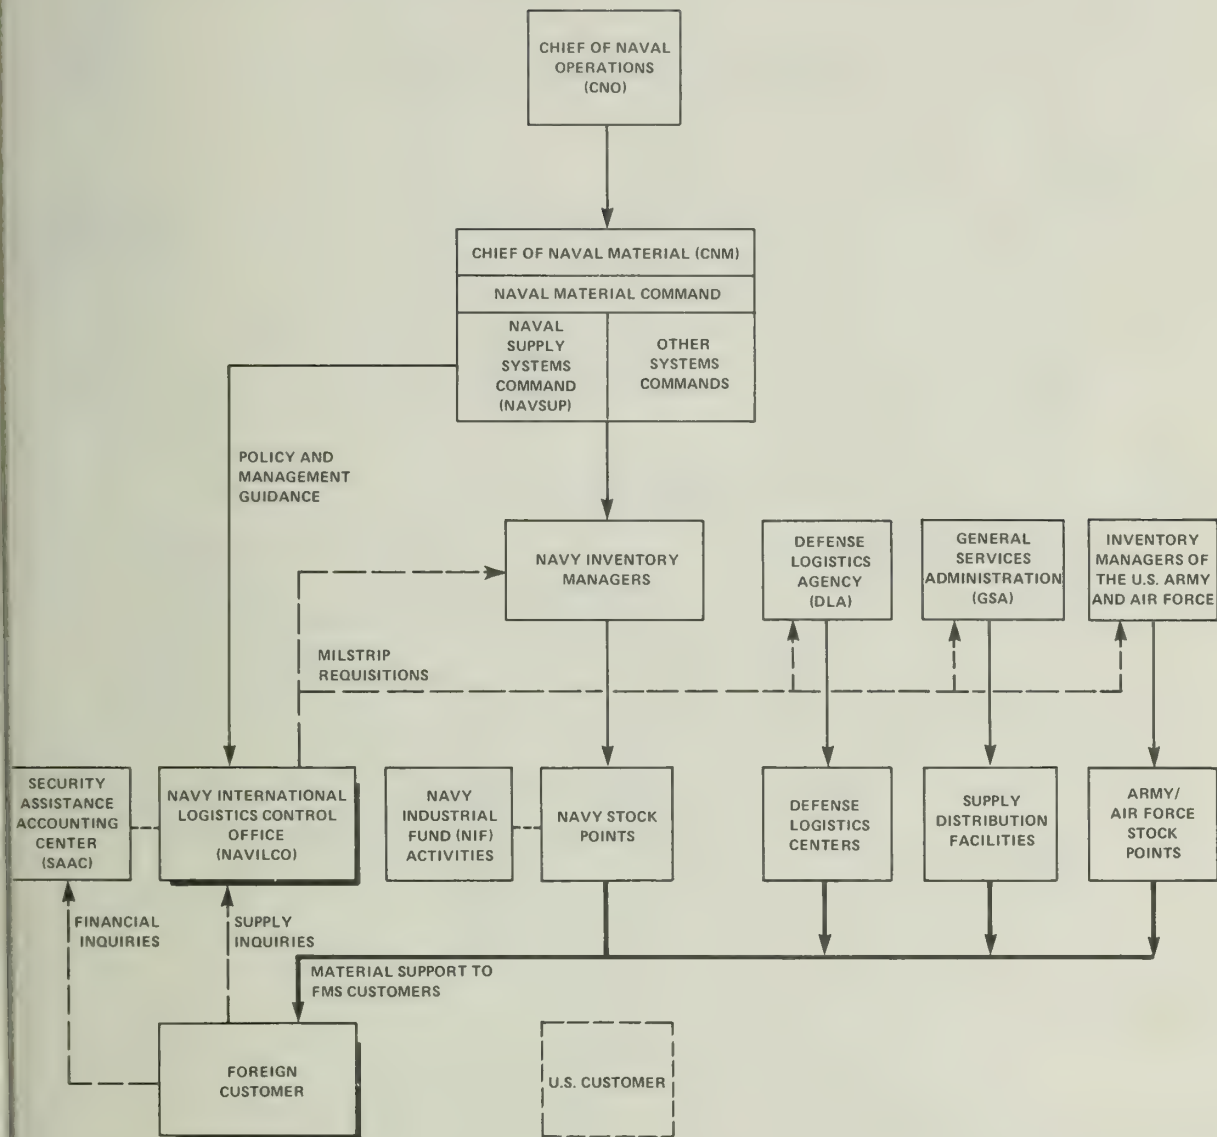 CHIEF OF NAVAL
OPERATIONS
(CNO)
CHIEF OF NAVAL MATERIAL (CNM)
NAVAL MATERIAL COMMAND
NAVAL
SUPPLY
SYSTEMS
COMMAND
(NAVSUP)
OTHER
SYSTEMS
COMMANDS
POLICY AND
MANAGEMENT
GUIDANCE
NAVY INVENTORY
MANAGERS
DEFENSE
LOGISTICS
AGENCY
(DLA)
GENERAL
SERVICES
ADMINISTRATION
(GSA)
INVENTORY
MANAGERS OF
THE U.S. ARMY
AND AIR FORCE
MILSTRIP
REQUISITIONS
SECURITY
ASSISTANCE
ACCOUNTING
CENTER
(SAAC)
NAVY INTERNATIONAL
LOGISTICS CONTROL
OFFICE
(NAVILCO)
NAVY
INDUSTRIAL
FUND (NIF)
ACTIVITIES
NAVY STOCK
POINTS
DEFENSE
LOGISTICS
CENTERS
SUPPLY
DISTRIBUTION
FACILITIES
ARMY/
AIR FORCE
STOCK
POINTS
FINANCIAL
INQUIRIES
SUPPLY
INQUIRIES
MATERIAL SUPPORT TO
FMS CUSTOMERS
FOREIGN
CUSTOMER
U.S. CUSTOMER